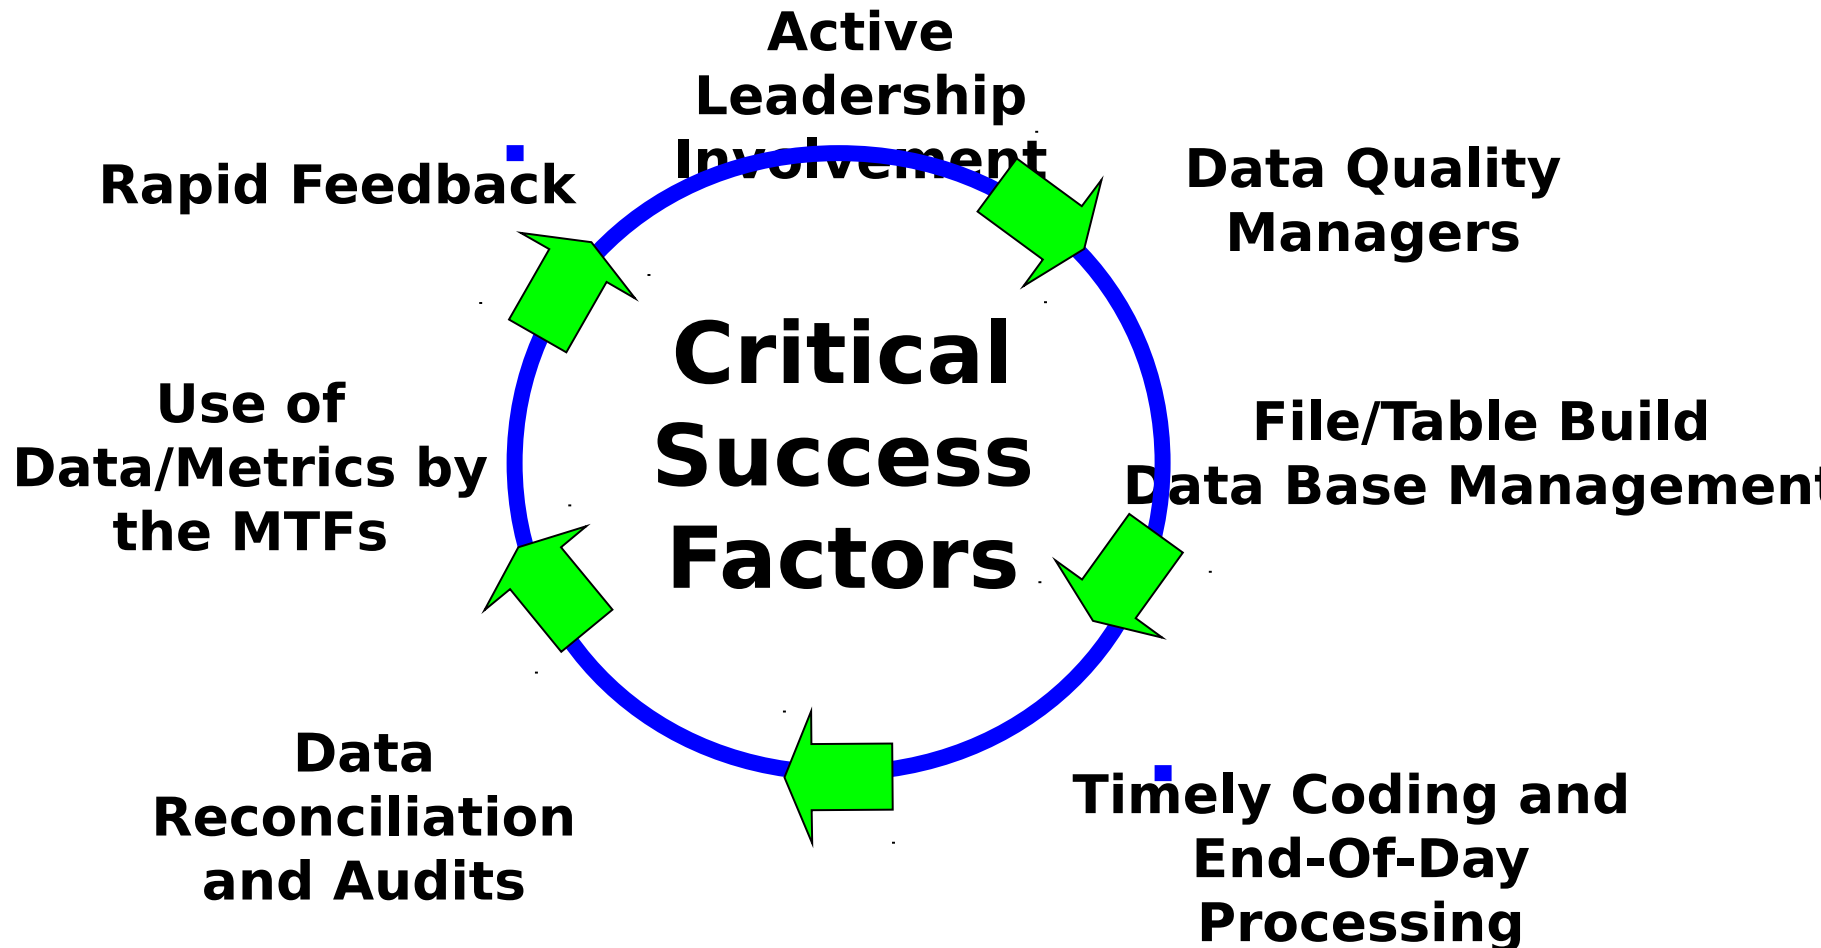 Active
Leadership
Involvement
Data Quality
Managers
File/Table Build
Data Base Management
Timely Coding and
End-Of-Day
Processing
Data
Reconciliation
and Audits
Use of
Data/Metrics by
the MTFs
Rapid Feedback
Critical
Success
Factors